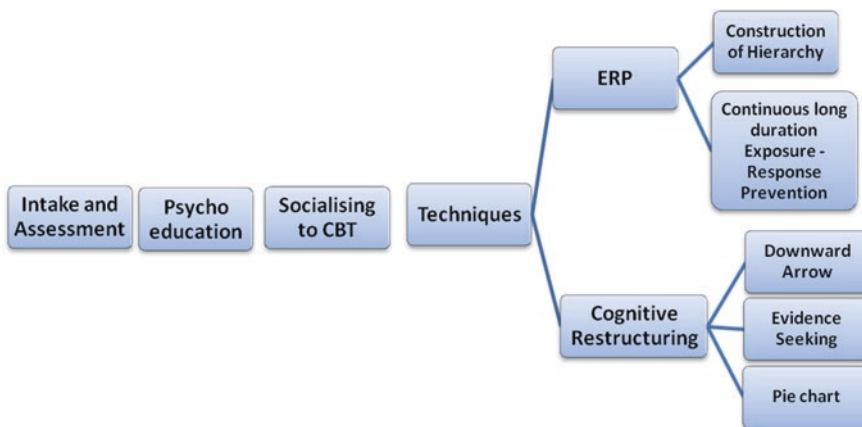 Intake and
Assessment
Psycho
education
Socialising
to CBT
Techniques
ERP
Construction
of Hierarchy
Continuous long
duration
Exposure -
Response
Prevention
Cognitive
Restructuring
Downward
Arrow
Evidence
Seeking
Pie chart